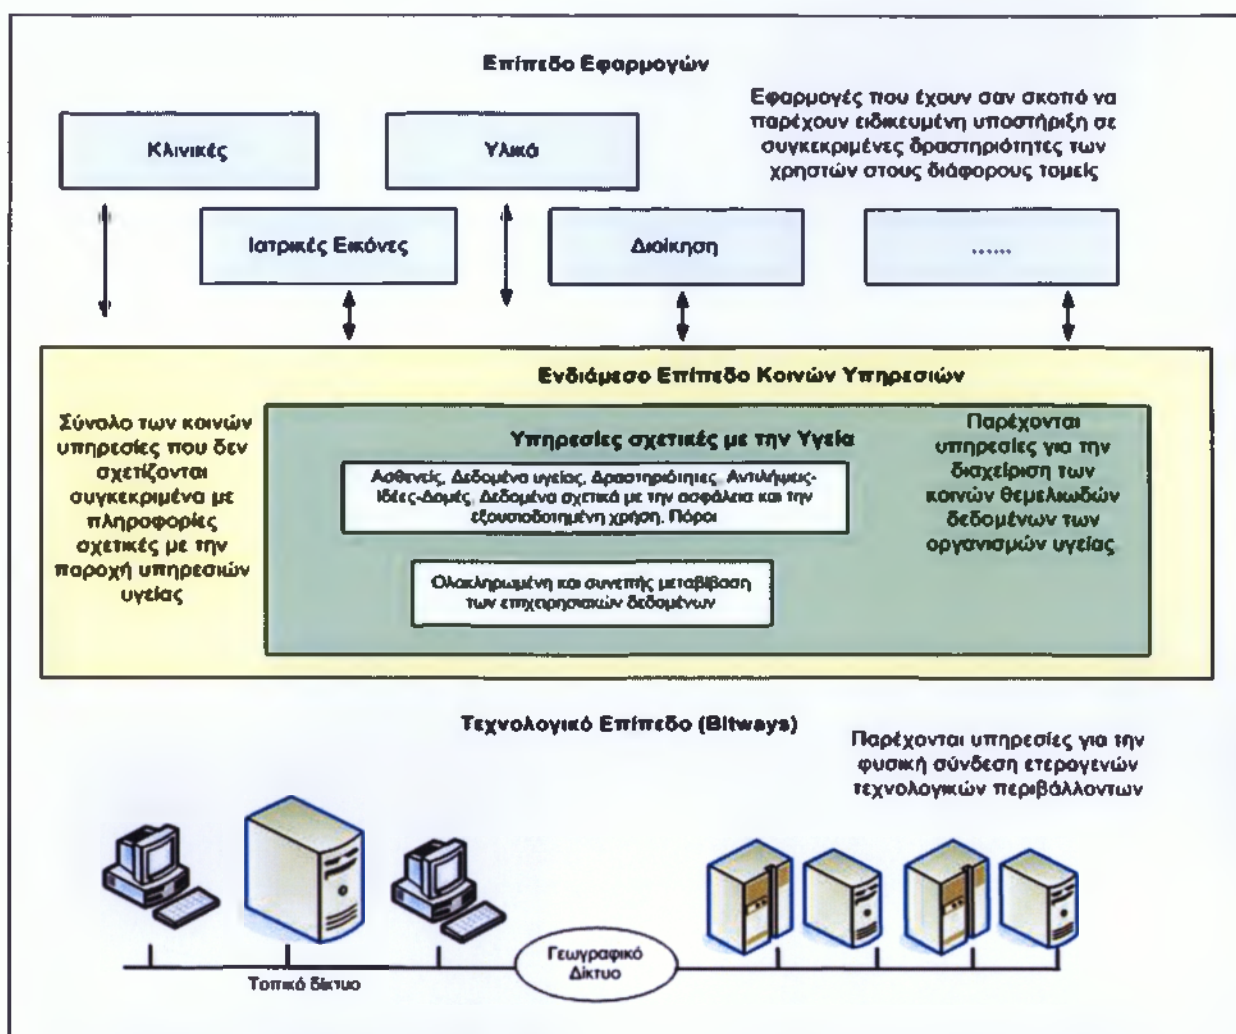 Επίπεδο Εφαρμογών
Εφαρμογές που έχουν σαν σκοπό να
παρέχουν ειδικευμένη υποστήριξη σε
συγκεκριμένες δραστηριότητες των
χρηστών στους διάφορους τομείς
Κλινικές
Υλικά
Ιατρικές Εικόνες
Διοίκηση
......
Ενδιάμεσο Επίπεδο Κοινών Υπηρεσιών
Σύνολο των κοινών
υπηρεσίες που δεν
σχετίζονται
συγκεκριμένα με
πληροφορίες
σχετικές με την
παροχή υπηρεσιών
υγείας
Υπηρεσίες σχετικές με την Υγεία
Ασθενείς, Δεδομένα υγείας, Δραστηριότητες, Αντιλήψεις-
Ιδέες-Δομές, Δεδομένα σχετικά με την ασφάλεια και την
εξουσιοδοτημένη χρήση, Πόροι
Ολοκληρωμένη και συνεπής μεταβίβαση
των επιχειρησιακών δεδομένων
Παρέχονται
υπηρεσίες για την
διαχείριση των
κοινών θεμελιωδών
δεδομένων των
οργανισμών υγείας
Τεχνολογικό Επίπεδο (Bitways)
Παρέχονται υπηρεσίες για την
φυσική σύνδεση ετερογενών
τεχνολογικών περιβάλλοντων
Τοπικό δίκτυο
Γεωγραφικό
Δίκτυο